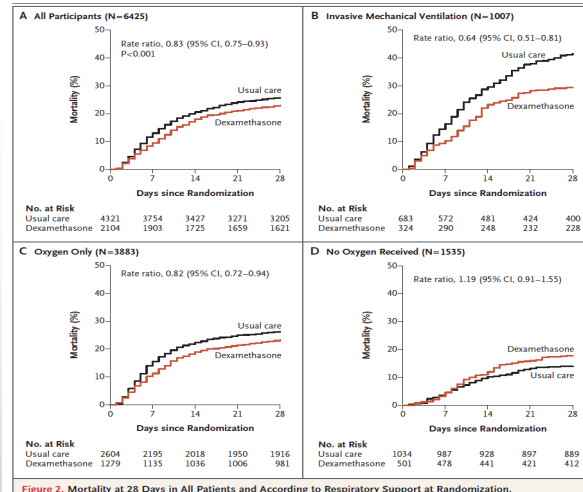 A All Participants (N=6425)
50
40
30
20
10
0
Mortality (%)
Rate ratio, 0.83 (95% CI, 0.75–0.93)
P<0.001
Usual care
Dexamethasone
0 7 14 21 28
Days since Randomization
No. at Risk
Usual care 4321 3754 3427 3271 3205
Dexamethasone 2104 1903 1725 1659 1621
B Invasive Mechanical Ventilation (N=1007)
50
40
30
20
10
0
Mortality (%)
Rate ratio, 0.64 (95% CI, 0.51–0.81)
Usual care
Dexamethasone
0 7 14 21 28
Days since Randomization
No. at Risk
Usual care 683 572 481 424 400
Dexamethasone 324 290 248 232 228
C Oxygen Only (N=3883)
50
40
30
20
10
0
Mortality (%)
Rate ratio, 0.82 (95% CI, 0.72–0.94)
Usual care
Dexamethasone
0 7 14 21 28
Days since Randomization
No. at Risk
Usual care 2604 2195 2018 1950 1916
Dexamethasone 1279 1135 1036 1006 981
D No Oxygen Received (N=1535)
50
40
30
20
10
0
Mortality (%)
Rate ratio, 1.19 (95% CI, 0.91–1.55)
Dexamethasone
Usual care
0 7 14 21 28
Days since Randomization
No. at Risk
Usual care 1034 987 928 897 889
Dexamethasone 501 478 441 421 412
Figure 2. Mortality at 28 Days in All Patients and According to Respiratory Support at Randomization.